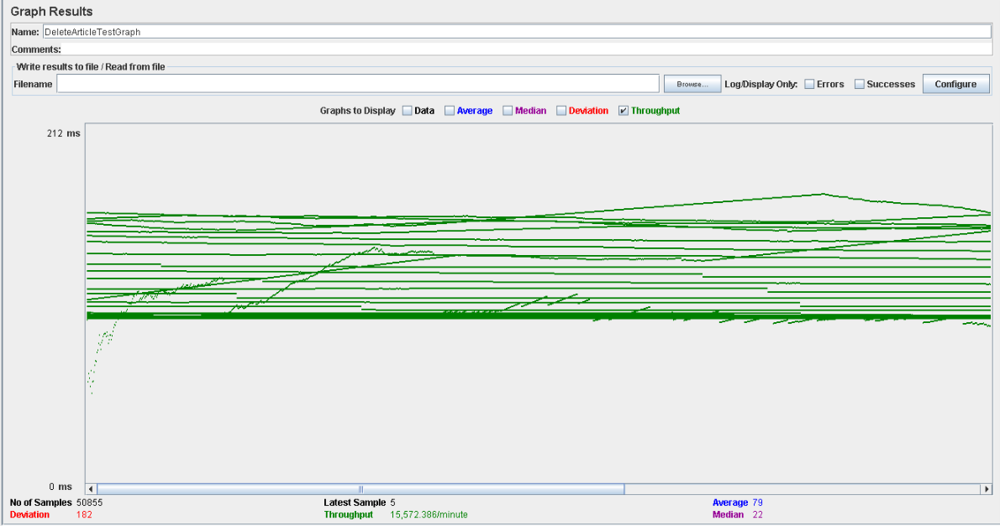 Graph Results
Name: DeleteArticleTestGraph
Comments:
Write results to file / Read from file
Filename Browse... Log/Display Only: Errors Successes Configure
Graphs to Display Data Average Median Deviation Throughput
212 ms
0 ms
No of Samples 50855 Latest Sample 5 Average 79
Deviation 182 Throughput 15,572.386/minute Median 22